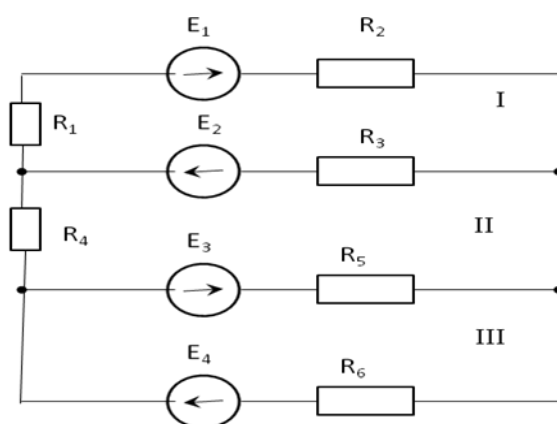 E₁ R₂
I
R₁ E₂ R₃
II
R₄ E₃ R₅
III
E₄ R₆